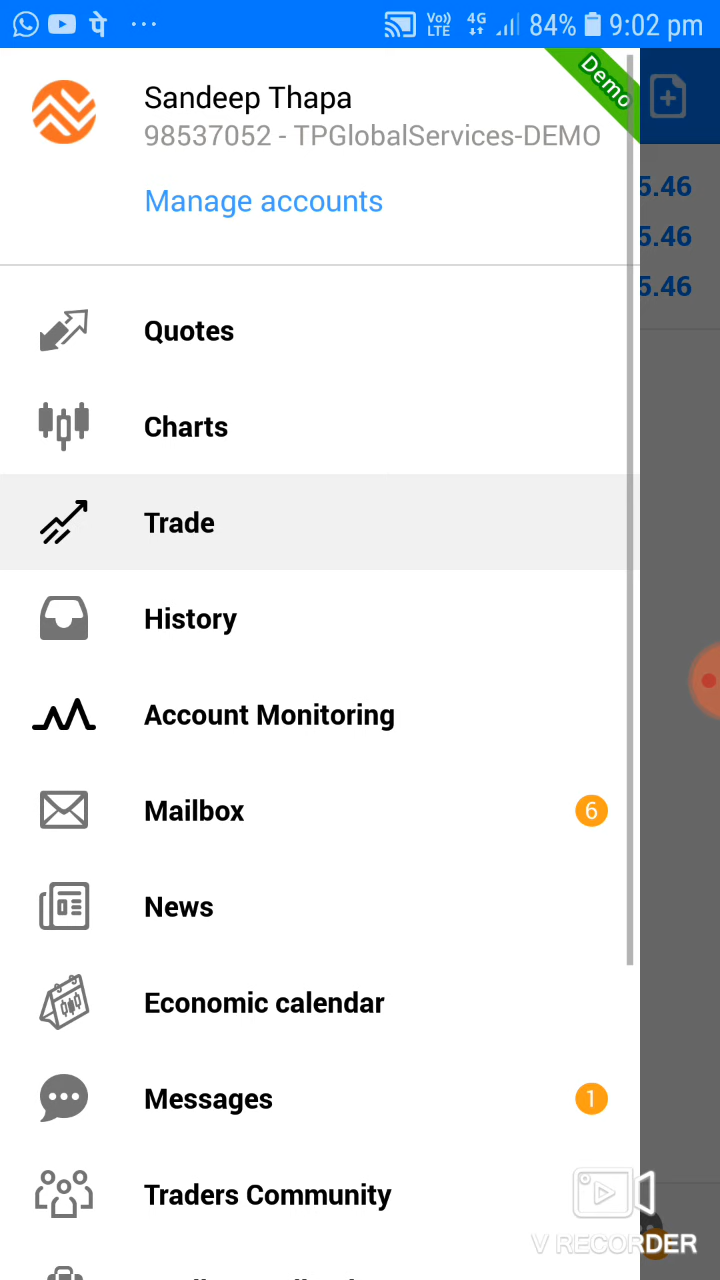 पे ... Vo)) LTE 4G 84% 9:02 pm
Sandeep Thapa
Demo
98537052 - TPGlobalServices-DEMO
5.46
Manage accounts
5.46
5.46
Quotes
Charts
Trade
History
Account Monitoring
Mailbox 6
News
Economic calendar
Messages 1
Traders Community
V RECORDER